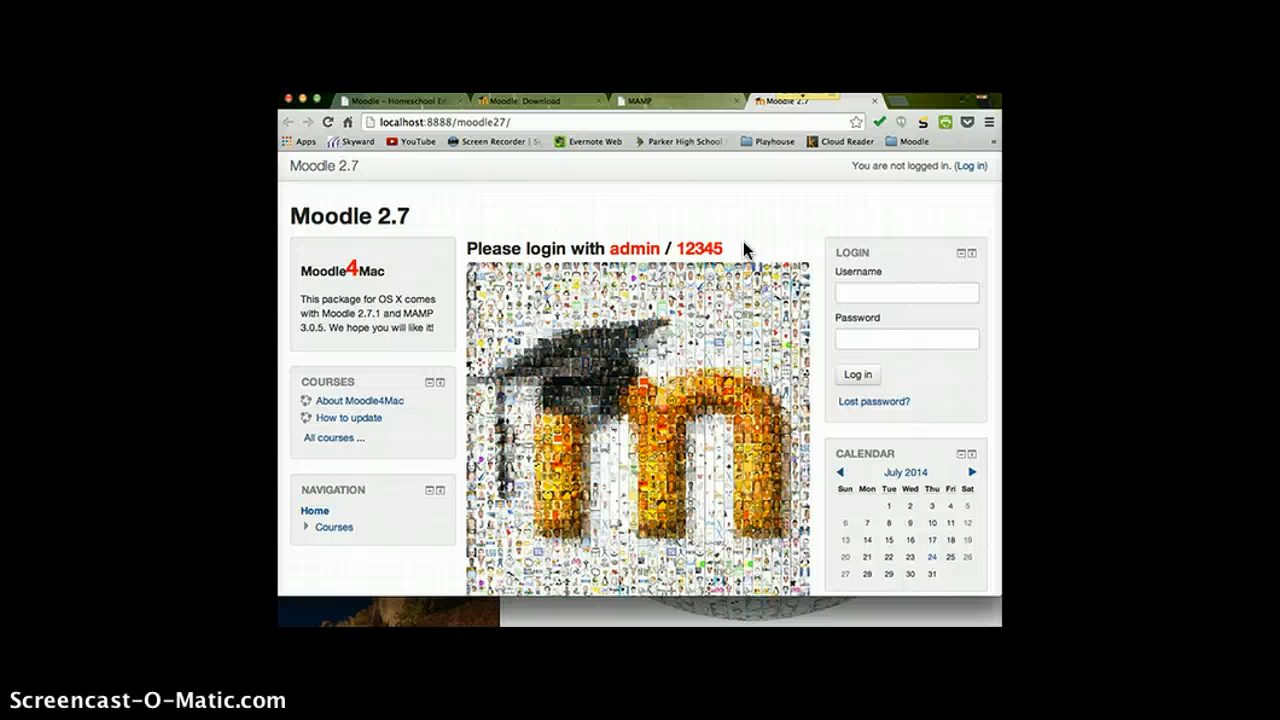 Moodle - Homeschool
Moodle: Download
MAMP
Moodle 2.7
localhost:8888/moodle27/
Apps
Skyward
YouTube
Screen Recorder |
Evernote Web
Parker High School
Playhouse
Cloud Reader
Moodle
»
Moodle 2.7
You are not logged in. (Log in)
Moodle 2.7
Moodle4Mac
This package for OS X comes
with Moodle 2.7.1 and MAMP
3.0.5. We hope you will like it!
COURSES
About Moodle4Mac
How to update
All courses ...
NAVIGATION
Home
Courses
Please login with admin / 12345
LOGIN
Username
Password
Log in
Lost password?
CALENDAR
July 2014
Sun Mon Tue Wed Thu Fri Sat
1 2 3 4 5
6 7 8 9 10 11 12
13 14 15 16 17 18 19
20 21 22 23 24 25 26
27 28 29 30 31
Screencast-O-Matic.com